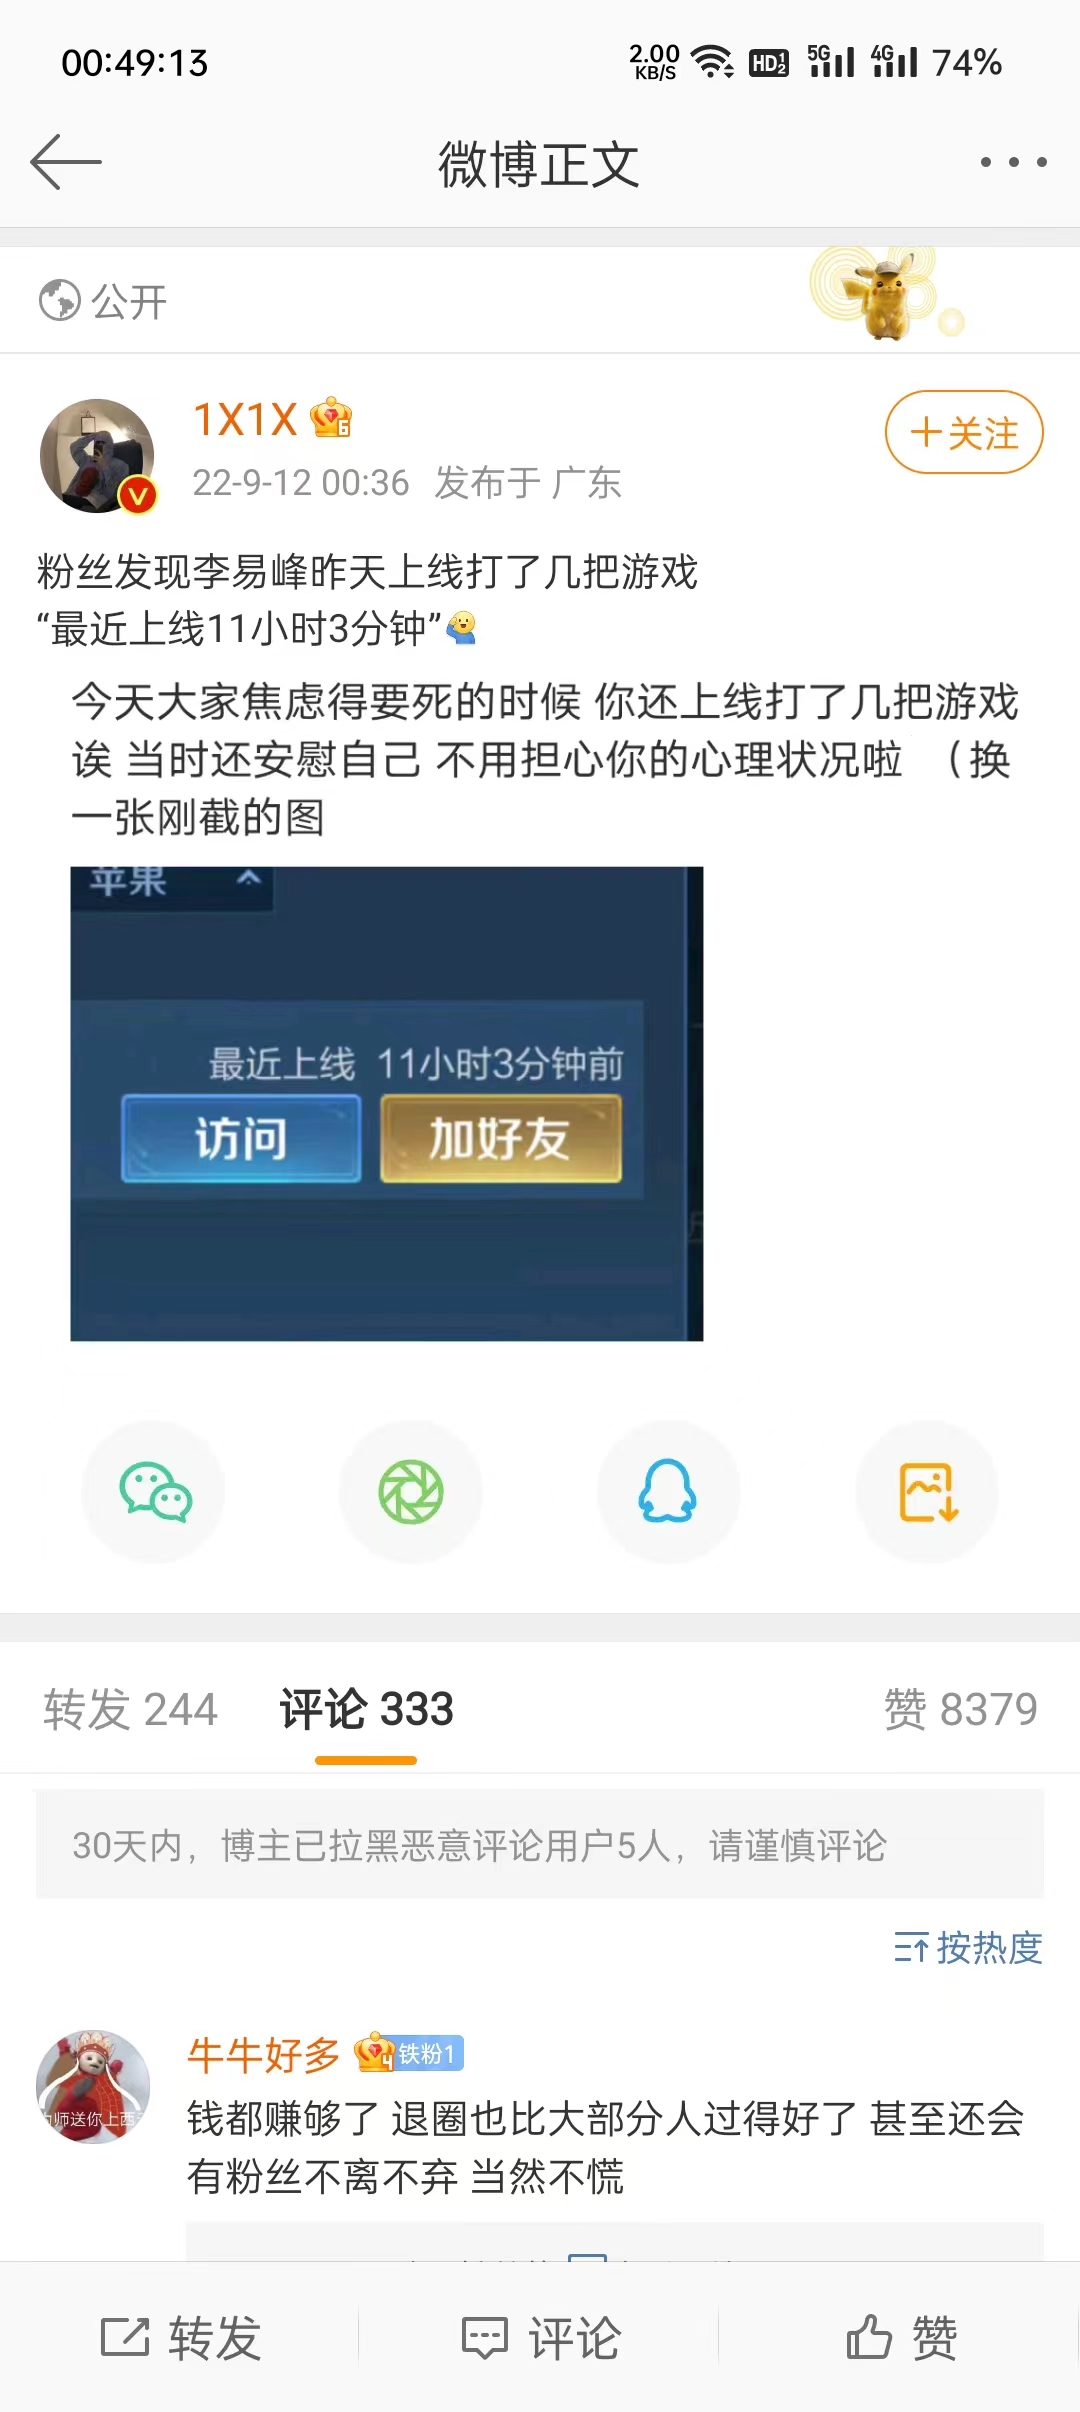 00:49:13
2.00 KB/S HD 1 2 5G 4G 74%
微博正文
公开
1X1X 6
22-9-12 00:36 发布于 广东
+关注
粉丝发现李易峰昨天上线打了几把游戏
“最近上线11小时3分钟”
今天大家焦虑得要死的时候 你还上线打了几把游戏
诶 当时还安慰自己 不用担心你的心理状况啦 （换
一张刚截的图
苹果
最近上线 11小时3分钟前
访问 加好友
转发 244 评论 333 赞 8379
30天内，博主已拉黑恶意评论用户5人，请谨慎评论
按热度
牛牛好多 4 铁粉1
师送你上西
钱都赚够了 退圈也比大部分人过得好了 甚至还会
有粉丝不离不弃 当然不慌
转发 评论 赞